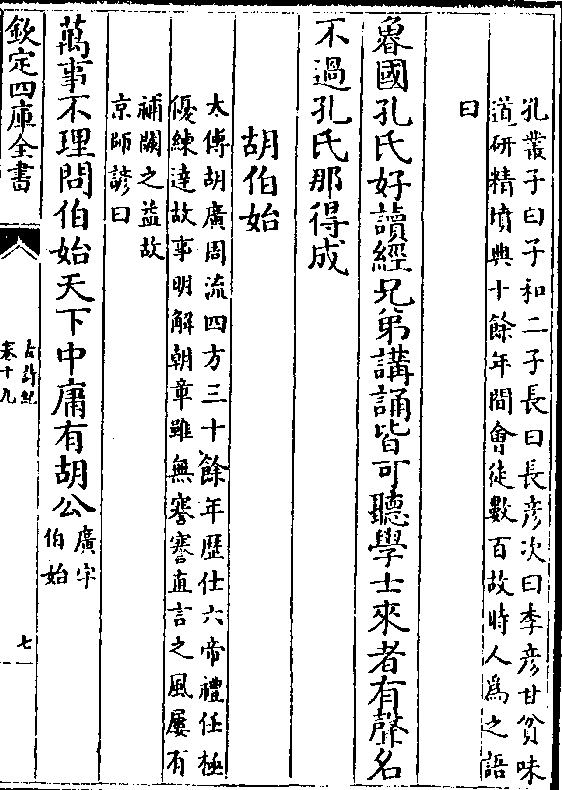 孔叢子曰子和二子長曰長彦次曰季彦甘貧味
道研精墳典十餘年間會徒數百故時人為之語
曰
魯國孔氏好讀經兄弟講誦皆可聽學士來者有聲名
不過孔氏那得成
胡伯始
太傅胡廣周流四方三十餘年歷仕六帝禮任極
優練達故事明解朝章雖無謇謇直言之風屢有
補闕之益故
京師諺曰
萬事不理問伯始天下中庸有胡公
廣字
伯始
欽定四庫全書
古詩紀
卷十九
七